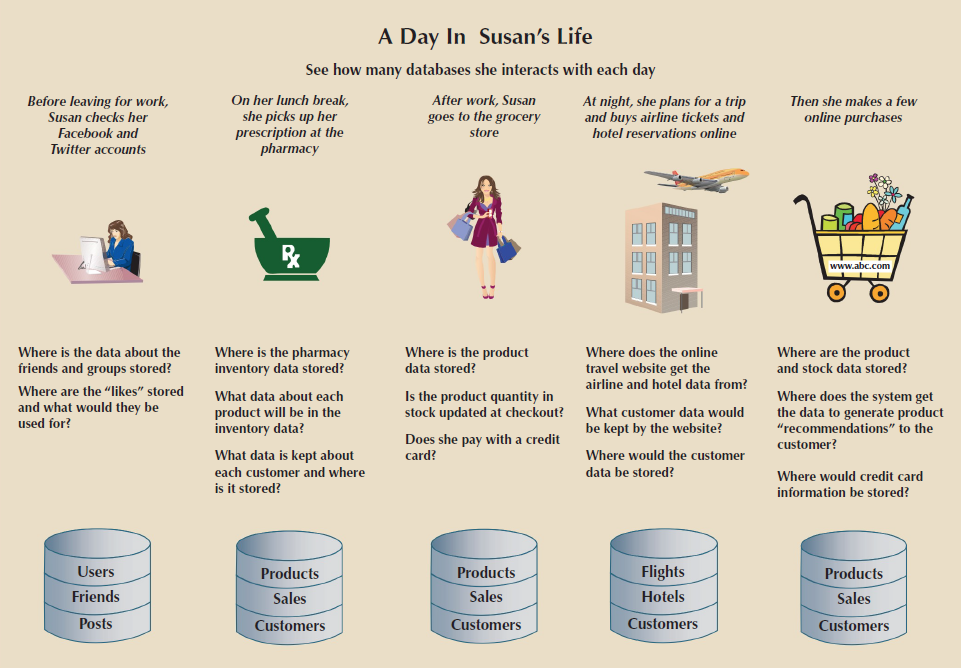 A Day In Susan's Life
See how many databases she interacts with each day
Before leaving for work,
Susan checks her
Facebook and
Twitter accounts
On her lunch break,
she picks up her
prescription at the
pharmacy
After work, Susan
goes to the grocery
store
At night, she plans for a trip
and buys airline tickets and
hotel reservations online
Then she makes a few
online purchases
Rx
www.abc.com
Where is the data about the
friends and groups stored?
Where are the “likes” stored
and what would they be
used for?
Where is the pharmacy
inventory data stored?
What data about each
product will be in the
inventory data?
What data is kept about
each customer and where
is it stored?
Where is the product
data stored?
Is the product quantity in
stock updated at checkout?
Does she pay with a credit
card?
Where does the online
travel website get the
airline and hotel data from?
What customer data would
be kept by the website?
Where would the customer
data be stored?
Where are the product
and stock data stored?
Where does the system get
the data to generate product
“recommendations” to the
customer?
Where would credit card
information be stored?
Users
Friends
Posts
Products
Sales
Customers
Products
Sales
Customers
Flights
Hotels
Customers
Products
Sales
Customers